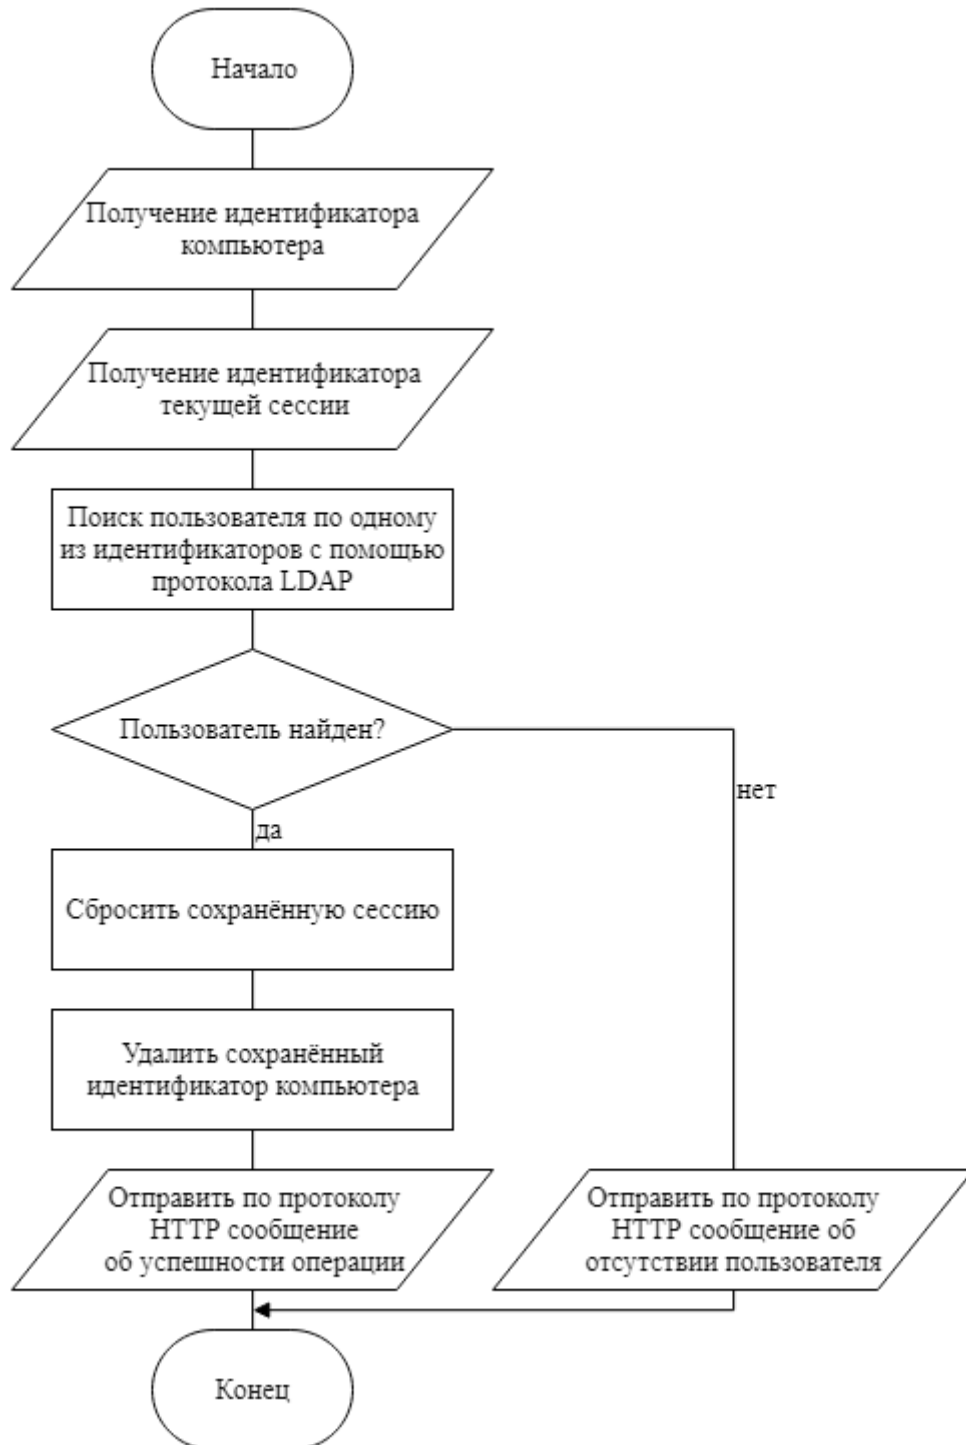 Начало
Получение идентификатора
компьютера
Получение идентификатора
текущей сессии
Поиск пользователя по одному
из идентификаторов с помощью
протокола LDAP
Пользователь найден?
нет
да
Сбросить сохранённую сессию
Удалить сохранённый
идентификатор компьютера
Отправить по протоколу
HTTP сообщение
об успешности операции
Отправить по протоколу
HTTP сообщение об
отсутствии пользователя
Конец